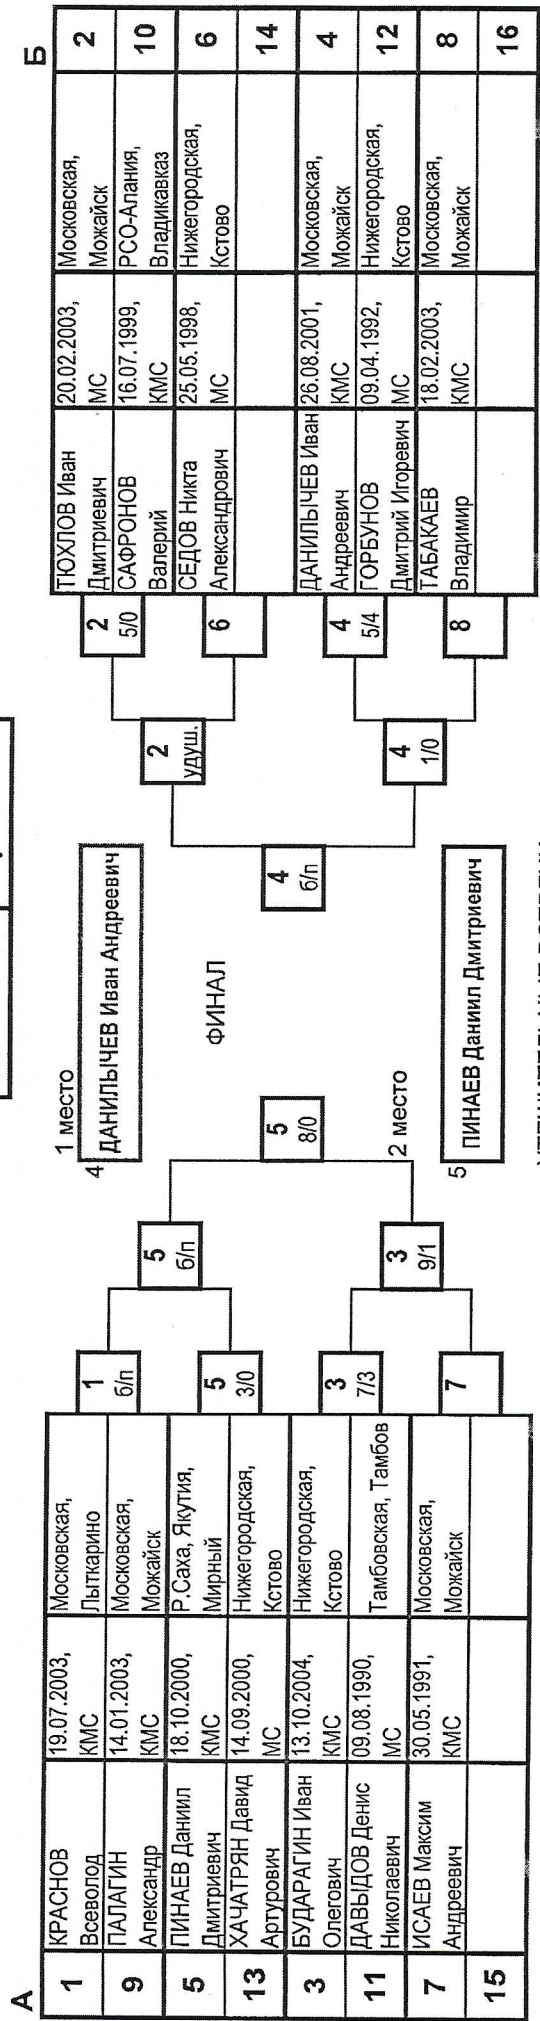 А
1
КРАСНОВ
Всеволод
19.07.2003,
КМС
Московская,
Лыткарино
9
ПАЛАГИН
Александр
14.01.2003,
КМС
Московская,
Можайск
5
ПИНАЕВ Даниил
Дмитриевич
18.10.2000,
КМС
Р.Саха, Якутия,
Мирный
13
ХАЧАТРЯН Давид
Артурович
14.09.2000,
МС
Нижегородская,
Кстово
3
БУДАРАГИН Иван
Олегович
13.10.2004,
КМС
Нижегородская,
Кстово
11
ДАВЫДОВ Денис
Николаевич
09.08.1990,
МС
Тамбовская, Тамбов
7
ИСАЕВ Максим
Андреевич
30.05.1991,
КМС
Московская,
Можайск
15
1
б/п
5
3/0
3
7/3
7
5
б/п
3
9/1
5
8/0
1 место
4
ДАНИЛЫЧЕВ Иван Андреевич
ФИНАЛ
2 место
5
ПИНАЕВ Даниил Дмитриевич
4
б/п
2
удуш.
4
1/0
2
5/0
6
4
5/4
8
Б
ТЮХЛОВ Иван
Дмитриевич
20.02.2003,
МС
Московская,
Можайск
2
САФРОНОВ
Валерий
16.07.1999,
КМС
РСО-Алания,
Владикавказ
10
СЕДОВ Никта
Александрович
25.05.1998,
МС
Нижегородская,
Кстово
6
14
ДАНИЛЫЧЕВ Иван
Андреевич
26.08.2001,
КМС
Московская,
Можайск
4
ГОРБУНОВ
Дмитрий Игоревич
09.04.1992,
МС
Нижегородская,
Кстово
12
ТАБАКАЕВ
Владимир
18.02.2003,
КМС
Московская,
Можайск
8
16